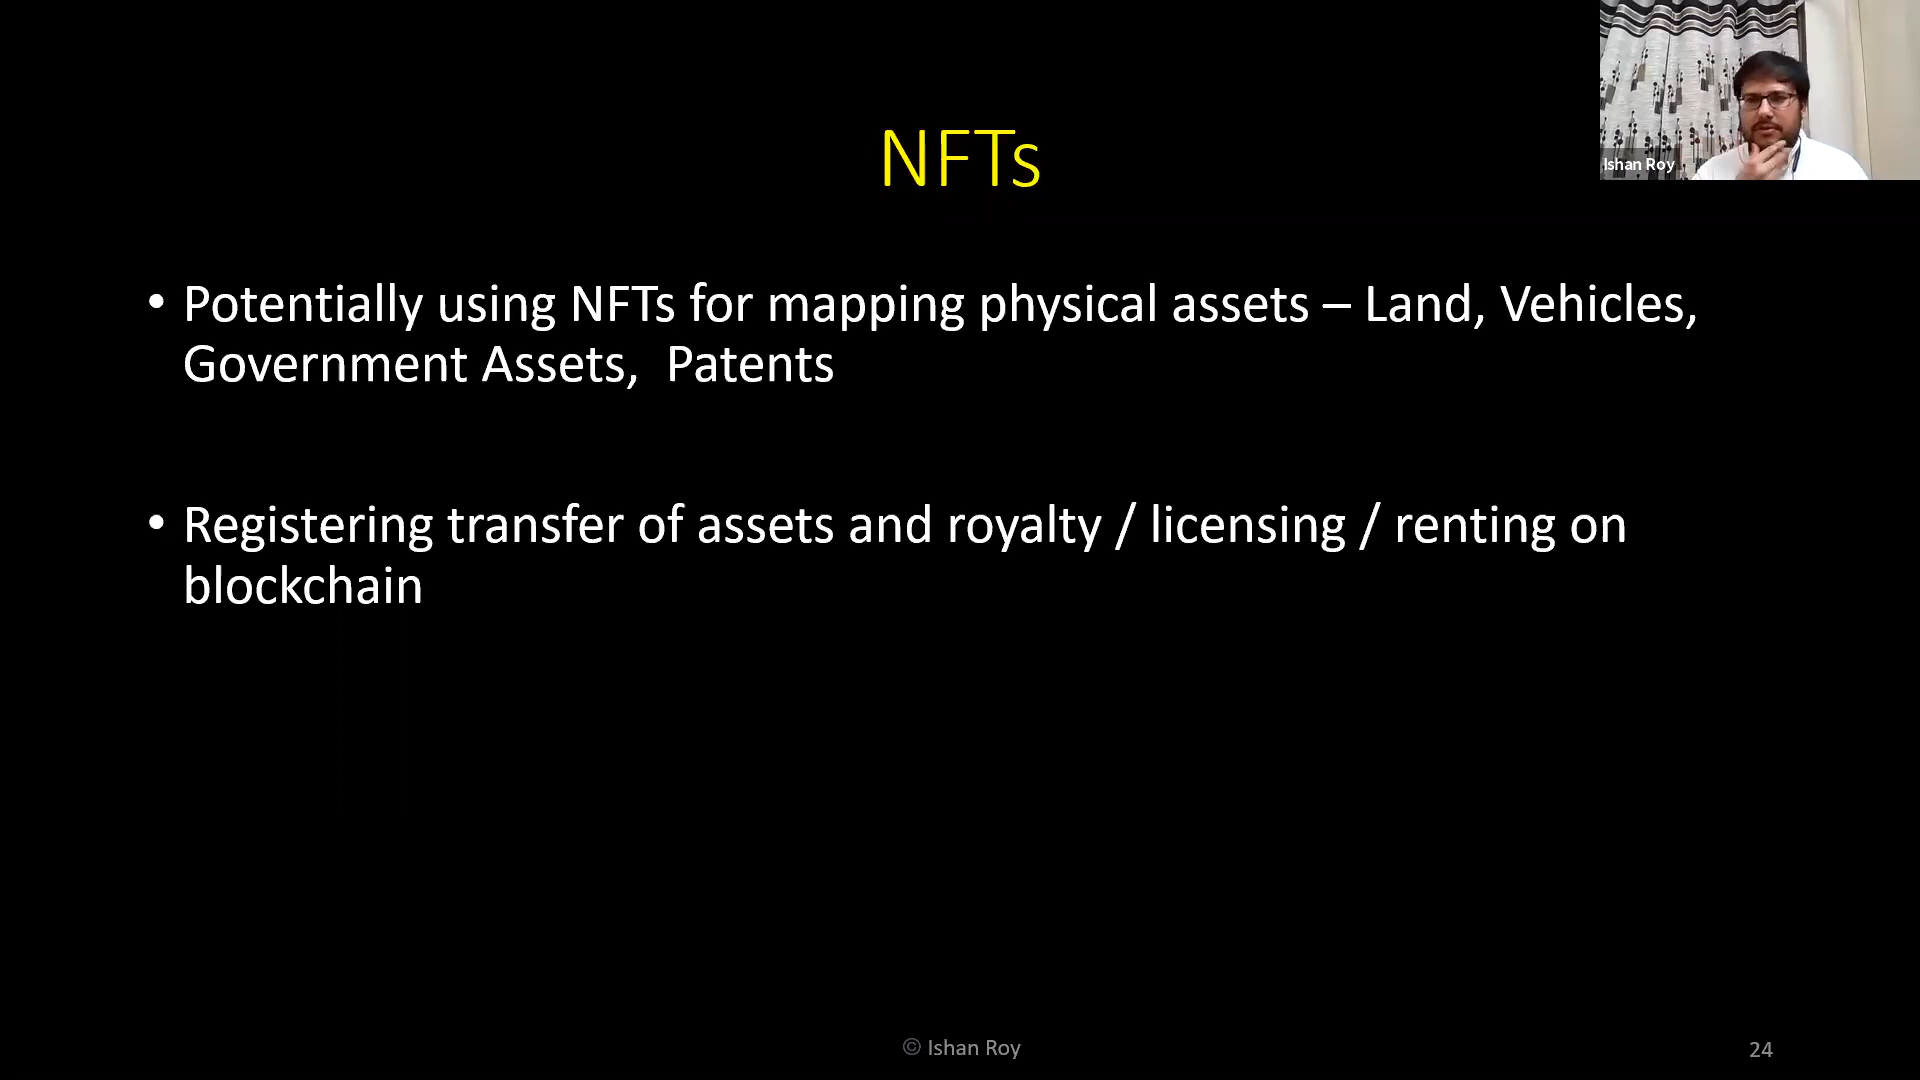 NFTs
Ishan Roy
• Potentially using NFTs for mapping physical assets – Land, Vehicles,
Government Assets,  Patents
• Registering transfer of assets and royalty / licensing / renting on
blockchain
© Ishan Roy
24